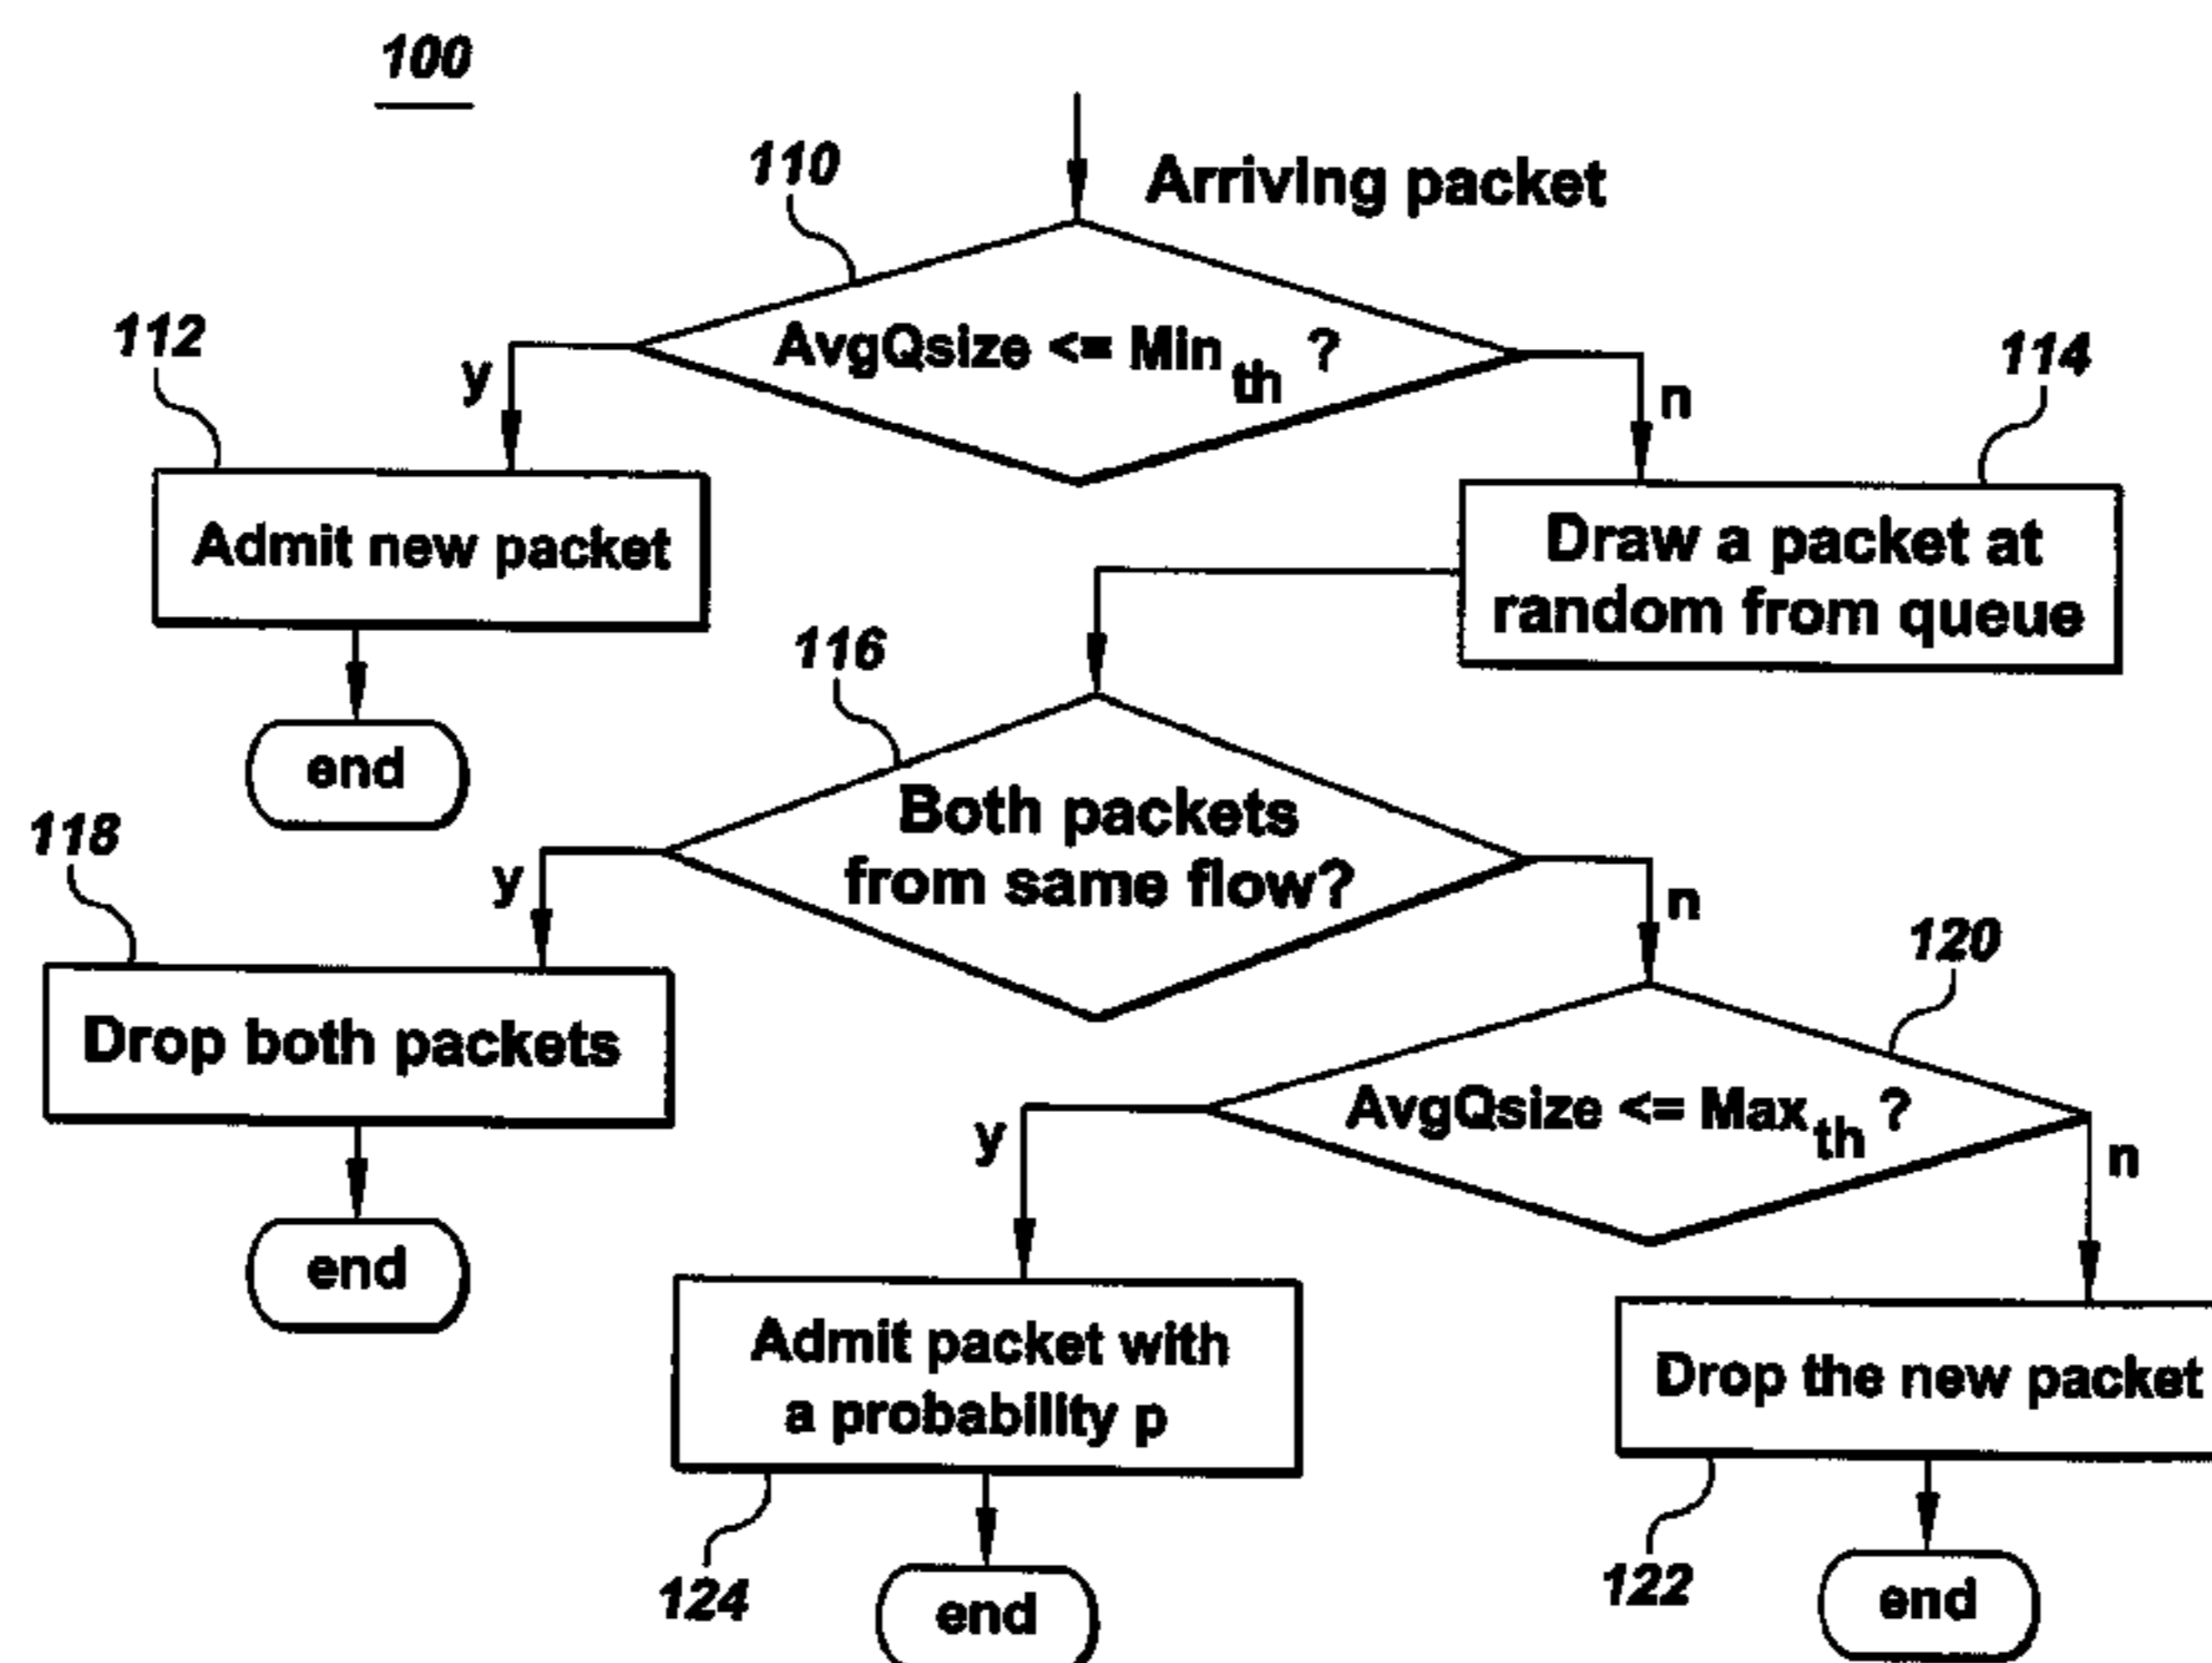 100
Arriving packet
110
AvgQsize <= Min th ?
112
y
n
114
Admit new packet
Draw a packet at
random from queue
end
116
Both packets
from same flow?
118
y
n
120
Drop both packets
AvgQsize <= Max th ?
end
y
n
Admit packet with
a probability p
Drop the new packet
124
end
122
end